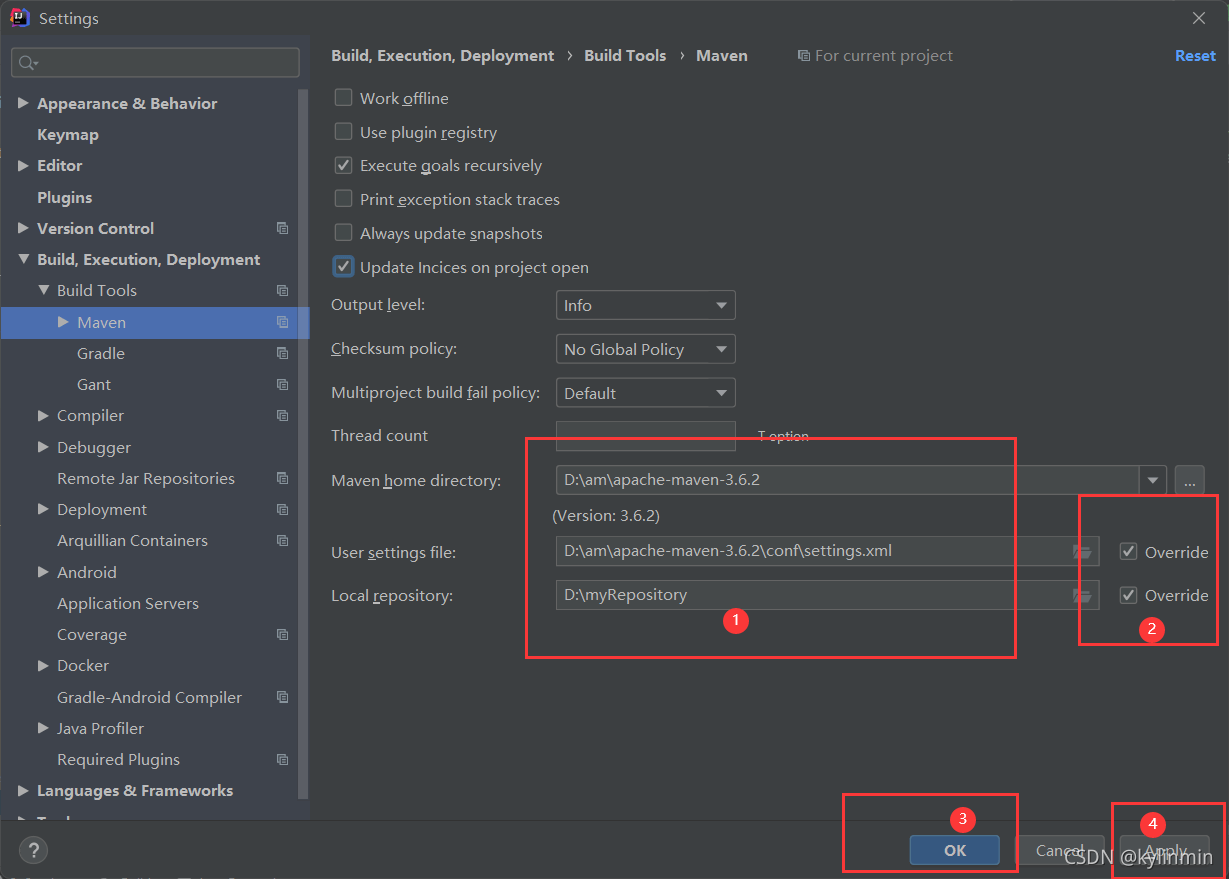 Settings
Build, Execution, Deployment › Build Tools › Maven For current project Reset
Appearance & Behavior
Keymap
Editor
Plugins
Version Control
Build, Execution, Deployment
Build Tools
Maven
Gradle
Gant
Compiler
Debugger
Remote Jar Repositories
Deployment
Arquillian Containers
Android
Application Servers
Coverage
Docker
Gradle-Android Compiler
Java Profiler
Required Plugins
Languages & Frameworks
Work offline
Use plugin registry
Execute goals recursively
Print exception stack traces
Always update snapshots
Update Incices on project open
Output level: Info
Checksum policy: No Global Policy
Multiproject build fail policy: Default
Thread count T option
Maven home directory: D:\am\apache-maven-3.6.2 ...
(Version: 3.6.2)
User settings file: D:\am\apache-maven-3.6.2\conf\settings.xml Override
Local repository: D:\myRepository Override
1
2
3
4
? OK Cancel Apply
CSDN @kylinmin